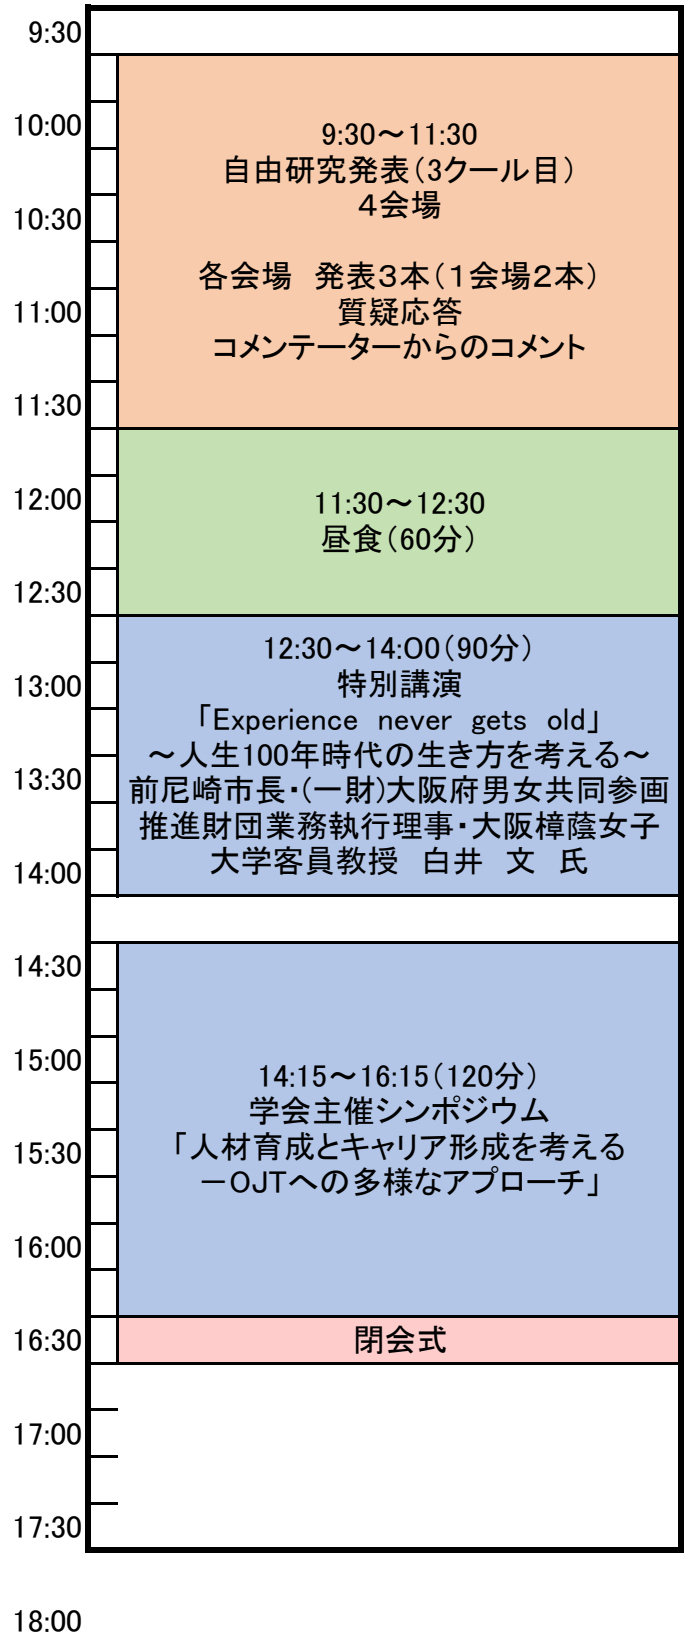 9:30
10:00
10:30
11:00
11:30
12:00
12:30
13:00
13:30
14:00
14:30
15:00
15:30
16:00
16:30
17:00
17:30
18:00
9:30～11:30
自由研究発表（3クール目）
４会場
各会場　発表３本（１会場２本）
質疑応答
コメンテーターからのコメント
11:30～12:30
昼食（60分）
12:30～14:00（90分）
特別講演
「Experience never gets old」
～人生100年時代の生き方を考える～
前尼崎市長・(一財)大阪府男女共同参画
推進財団業務執行理事・大阪樟蔭女子
大学客員教授　白井　文　氏
14:15～16:15（120分）
学会主催シンポジウム
「人材育成とキャリア形成を考える
－OJTへの多様なアプローチ」
閉会式